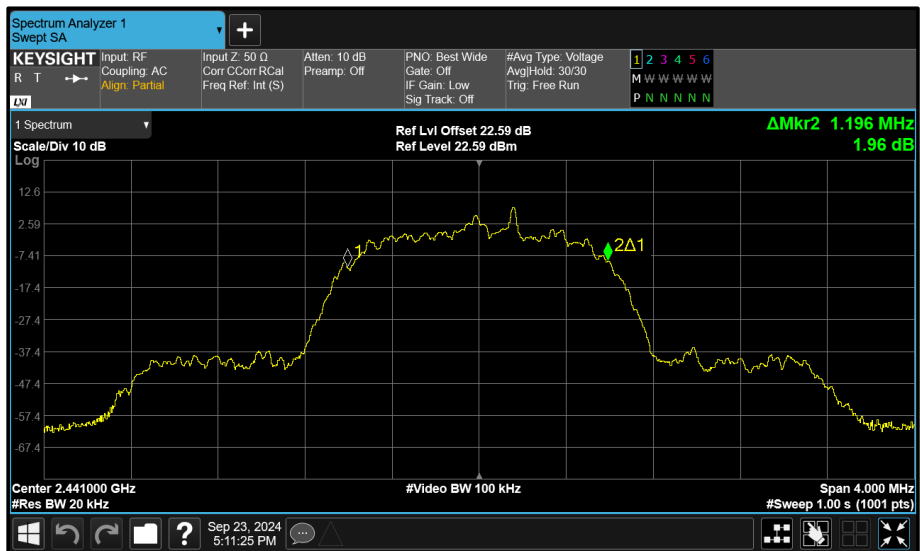 Spectrum Analyzer 1
Swept SA
KEYSIGHT
R T
LXI
Input: RF
Coupling: AC
Align: Partial
Input Z: 50 Ω
Corr CCorr RCal
Freq Ref: Int (S)
Atten: 10 dB
Preamp: Off
PNO: Best Wide
Gate: Off
IF Gain: Low
Sig Track: Off
#Avg Type: Voltage
Avg|Hold: 30/30
Trig: Free Run
1 2 3 4 5 6
M W W W W W
P N N N N N
1 Spectrum
Scale/Div 10 dB
Ref Lvl Offset 22.59 dB
Ref Level 22.59 dBm
ΔMkr2 1.196 MHz
1.96 dB
Log
12.6
2.59
-7.41
-17.4
-27.4
-37.4
-47.4
-57.4
-67.4
1
2Δ1
Center 2.441000 GHz
#Res BW 20 kHz
#Video BW 100 kHz
Span 4.000 MHz
#Sweep 1.00 s (1001 pts)
?
Sep 23, 2024
5:11:25 PM